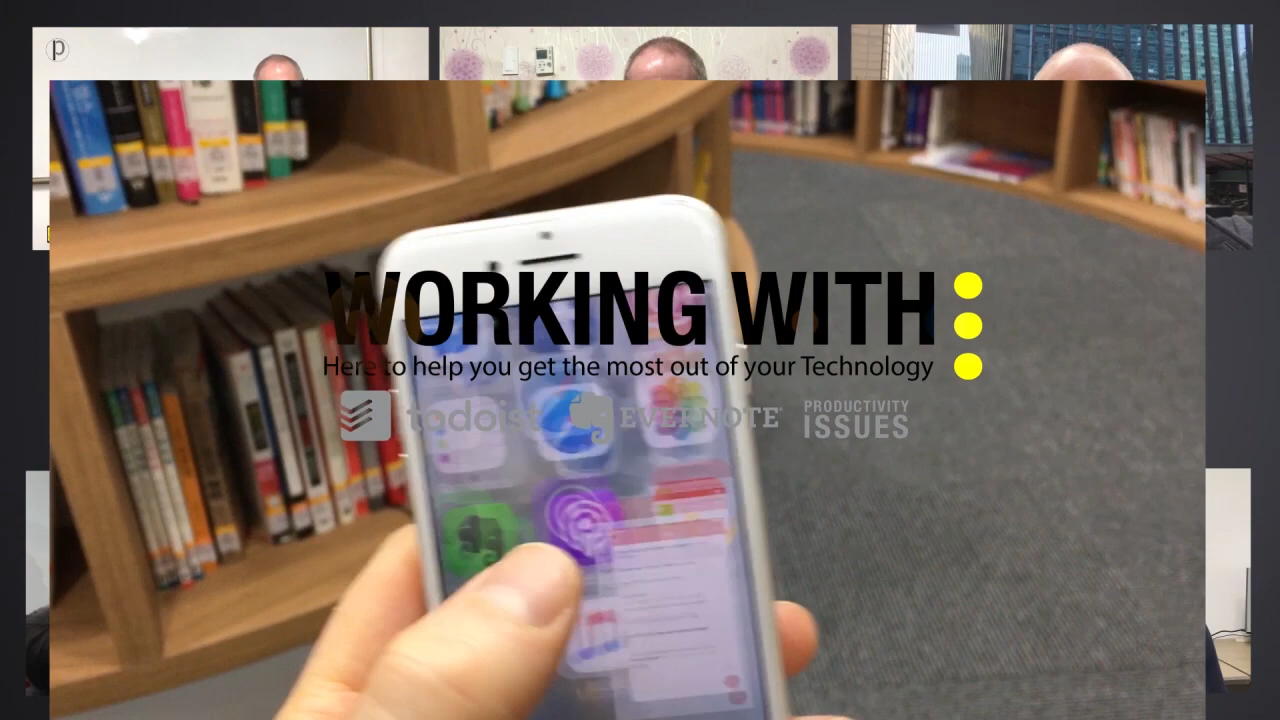 p
WORKING WITH
Here to help you get the most out of your Technology
todoist EVERNOTE PRODUCTIVITY
ISSUES